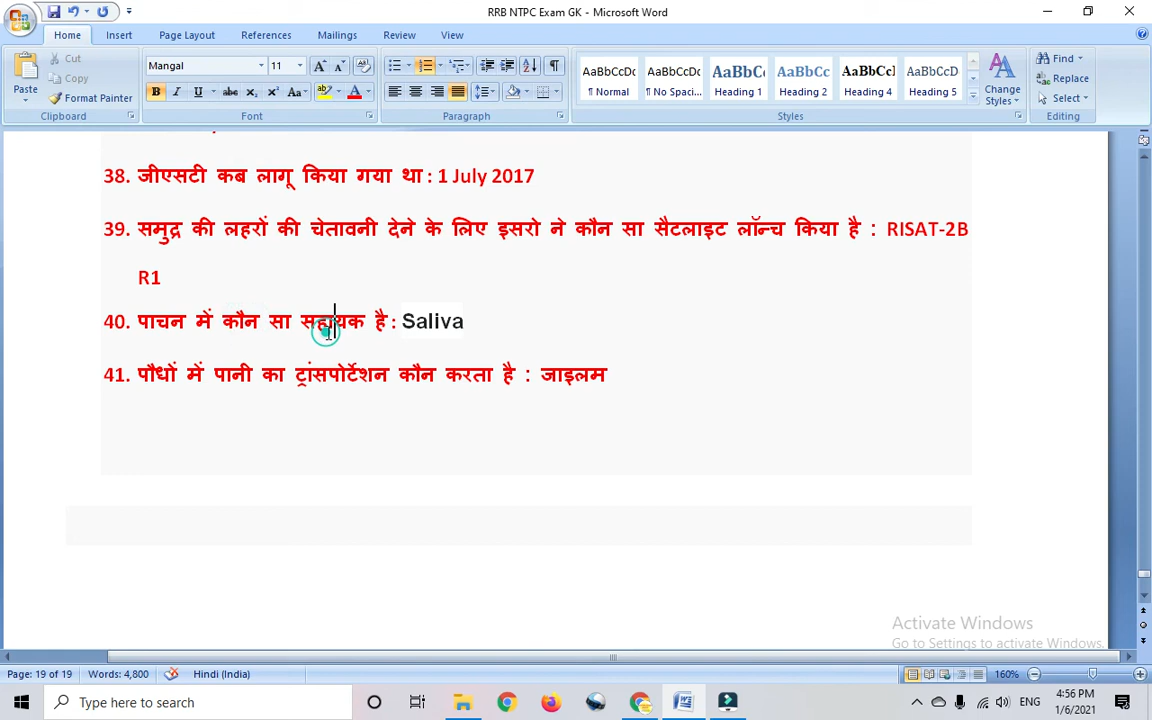 RRB NTPC Exam GK - Microsoft Word
Home Insert Page Layout References Mailings Review View
Paste
Cut
Copy
Format Painter
Clipboard
Mangal 11
Font
Paragraph
AaBbCcDc AaBbCcDc AaBbCc AaBbCc AaBbCcI AaBbCcD
¶ Normal ¶ No Spaci... Heading 1 Heading 2 Heading 4 Heading 5
Change Styles
Styles
Find
Replace
Select
Editing
38. जीएसटी कब लागू किया गया था : 1 July 2017
39. समुद्र की लहरों की चेतावनी देने के लिए इसरो ने कौन सा सैटलाइट लॉन्च किया है : RISAT-2B
R1
40. पाचन में कौन सा सह्ययक है : Saliva
41. पौधों में पानी का ट्रांसपोर्टेशन कौन करता है : जाइलम
Activate Windows
Go to Settings to activate Windows.
Page: 19 of 19 Words: 4,800 Hindi (India) 160%
Type here to search
ENG
4:56 PM
1/6/2021